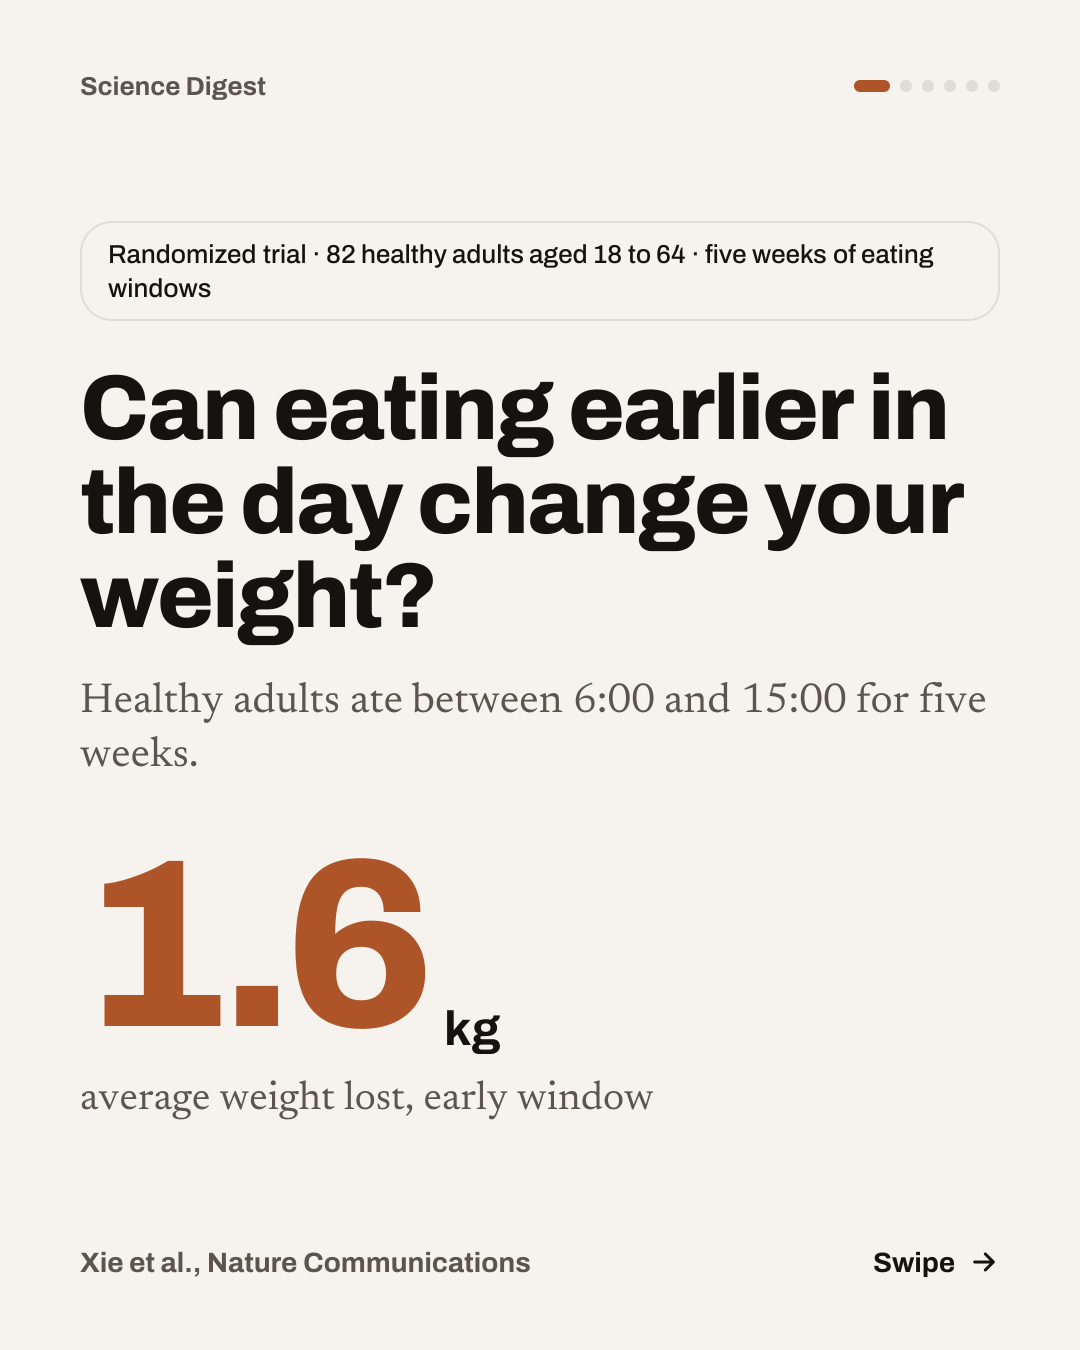 Science Digest
Randomized trial · 82 healthy adults aged 18 to 64 · five weeks of eating
windows
Can eating earlier in
the day change your
weight?
Healthy adults ate between 6:00 and 15:00 for five
weeks.
1.6 kg
average weight lost, early window
Xie et al., Nature Communications
Swipe →